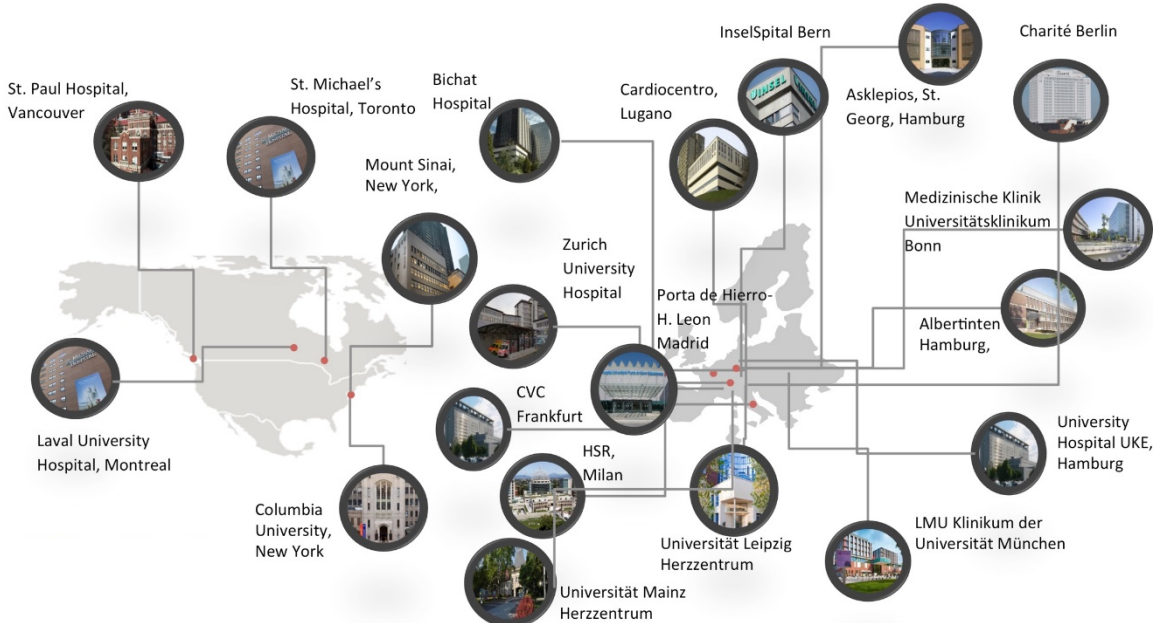 InselSpital Bern
Charité Berlin
St. Paul Hospital,
Vancouver
St. Michael's
Hospital, Toronto
Bichat
Hospital
Cardiocentro,
Lugano
Asklepios, St.
Georg, Hamburg
Mount Sinai,
New York,
Medizinische Klinik
Universitätsklinikum
Bonn
Zurich
University
Hospital
Porta de Hierro-
H. Leon
Madrid
Albertinten
Hamburg,
CVC
Frankfurt
Laval University
Hospital, Montreal
HSR,
Milan
University
Hospital UKE,
Hamburg
Columbia
University,
New York
Universität Leipzig
Herzzentrum
LMU Klinikum der
Universität München
Universität Mainz
Herzzentrum